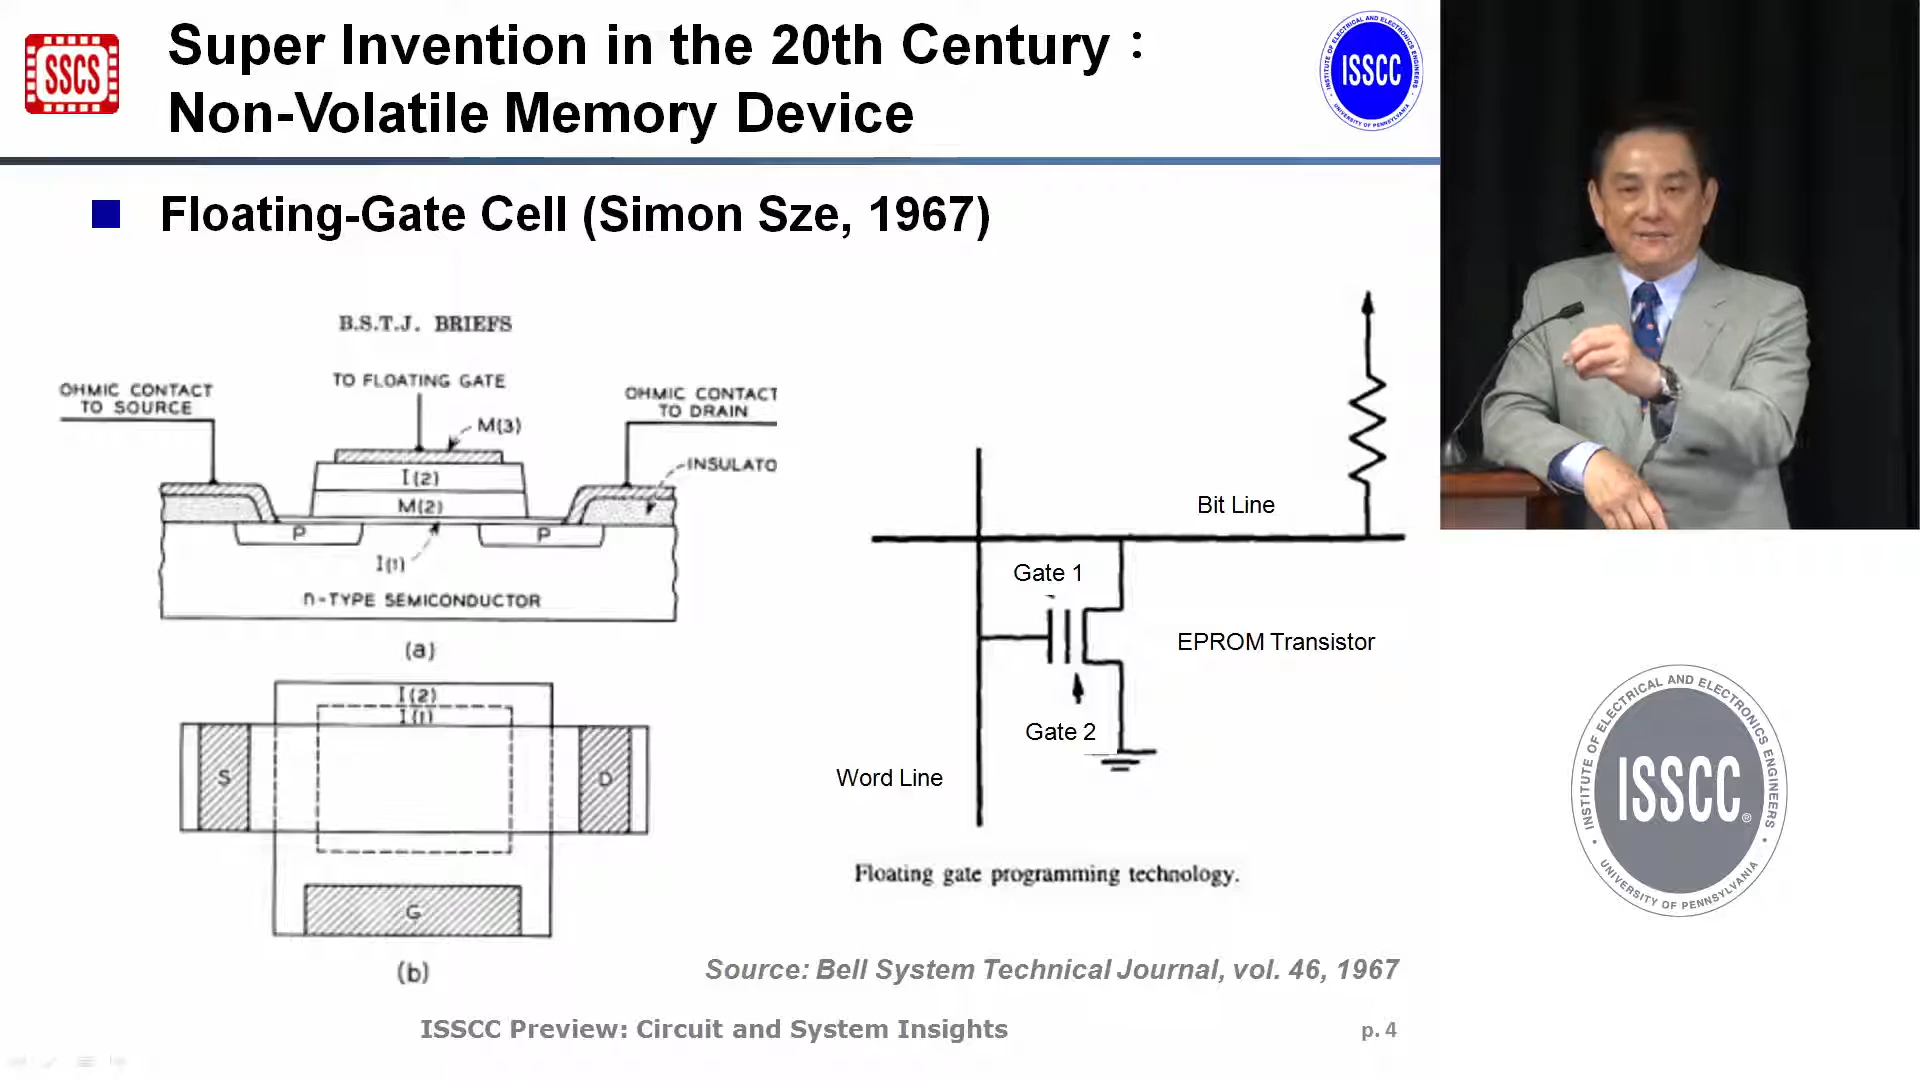 SSCS
Super Invention in the 20th Century：
Non-Volatile Memory Device
INSTITUTE OF ELECTRICAL AND ELECTRONICS ENGINEERS
ISSCC
UNIVERSITY OF PENNSYLVANIA
Floating-Gate Cell (Simon Sze, 1967)
B.S.T.J. BRIEFS
OHMIC CONTACT
TO SOURCE
TO FLOATING GATE
OHMIC CONTACT
TO DRAIN
M(3)
INSULATO
I(2)
M(2)
P
P
I(1)
n-TYPE SEMICONDUCTOR
(a)
I(2)
I(1)
S
D
G
(b)
Bit Line
Gate 1
EPROM Transistor
Gate 2
Word Line
Floating gate programming technology.
Source: Bell System Technical Journal, vol. 46, 1967
ISSCC Preview: Circuit and System Insights
p. 4
INSTITUTE OF ELECTRICAL AND ELECTRONICS ENGINEERS
ISSCC®
UNIVERSITY OF PENNSYLVANIA